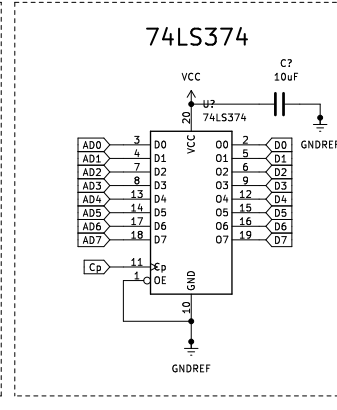 74LS374
C?
VCC 10uF
U?
20 74LS374
GNDREF
AD0 3 D0 VCC O0 2 D0
AD1 4 D1 O1 5 D1
AD2 7 D2 O2 6 D2
AD3 8 D3 O3 9 D3
AD4 13 D4 O4 12 D4
AD5 14 D5 O5 15 D5
AD6 17 D6 O6 16 D6
AD7 18 D7 O7 19 D7
Cp 11 Cp
1 OE GND
10
GNDREF